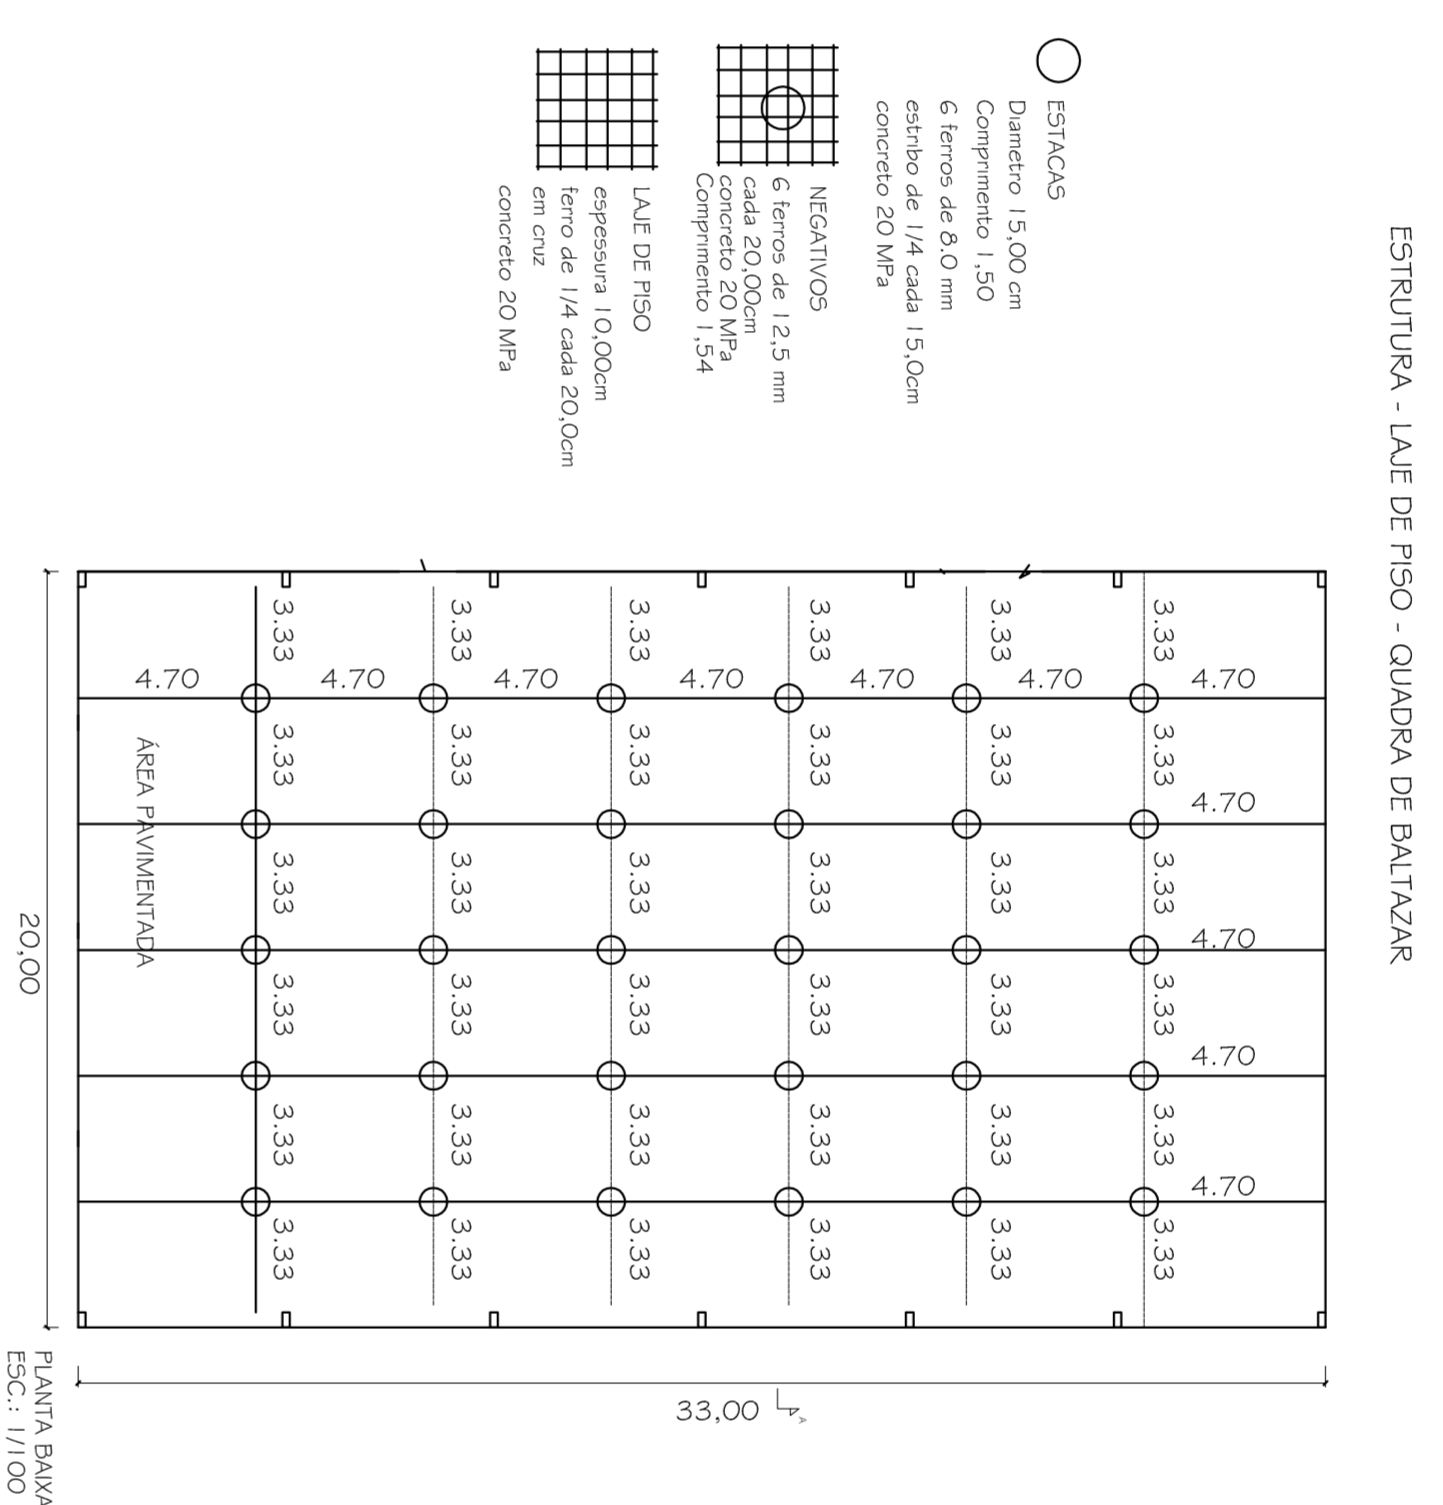 ESTRUTURA - LAJE DE PISO - QUADRA DE BALTAZAR
ESTACAS
Diametro 15,00 cm
Comprimento 1,50
6 ferros de 8.0 mm
estribo de 1/4 cada 15,0cm
concreto 20 MPa
NEGATIVOS
6 ferros de 12,5 mm
cada 20,00cm
concreto 20 MPa
Comprimento 1,54
LAJE DE PISO
espessura 10,00cm
ferro de 1/4 cada 20,0cm
em cruz
concreto 20 MPa
3.33 3.33 3.33 3.33 3.33 3.33
4.70 4.70 4.70 4.70 4.70 4.70 4.70
3.33 3.33 3.33 3.33 3.33 3.33
4.70
3.33 3.33 3.33 3.33 3.33 3.33
4.70
3.33 3.33 3.33 3.33 3.33 3.33
4.70
3.33 3.33 3.33 3.33 3.33 3.33
4.70
3.33 3.33 3.33 3.33 3.33 3.33
ÁREA PAVIMENTADA
20,00
33,00
A
PLANTA BAIXA
ESC.: 1/100